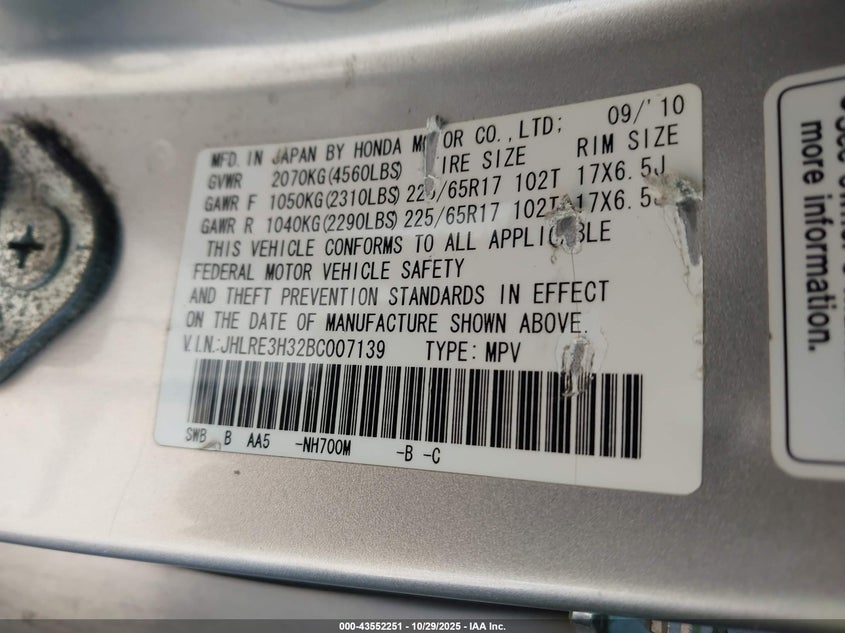 MFD. IN JAPAN BY HONDA MOTOR CO.,LTD; 09/'10
GVWR 2070KG(4560LBS) TIRE SIZE RIM SIZE
GAWR F 1050KG(2310LBS) 225/65R17 102T 17X6.5J
GAWR R 1040KG(2290LBS) 225/65R17 102T 17X6.5J
THIS VEHICLE CONFORMS TO ALL APPLICABLE
FEDERAL MOTOR VEHICLE SAFETY
AND THEFT PREVENTION STANDARDS IN EFFECT
ON THE DATE OF MANUFACTURE SHOWN ABOVE.
V.I.N.:JHLRE3H32BC007139 TYPE: MPV
SWB B AA5 -NH700M -B -C
more information.
000-43552251 | 10/29/2025 | IAA Inc.